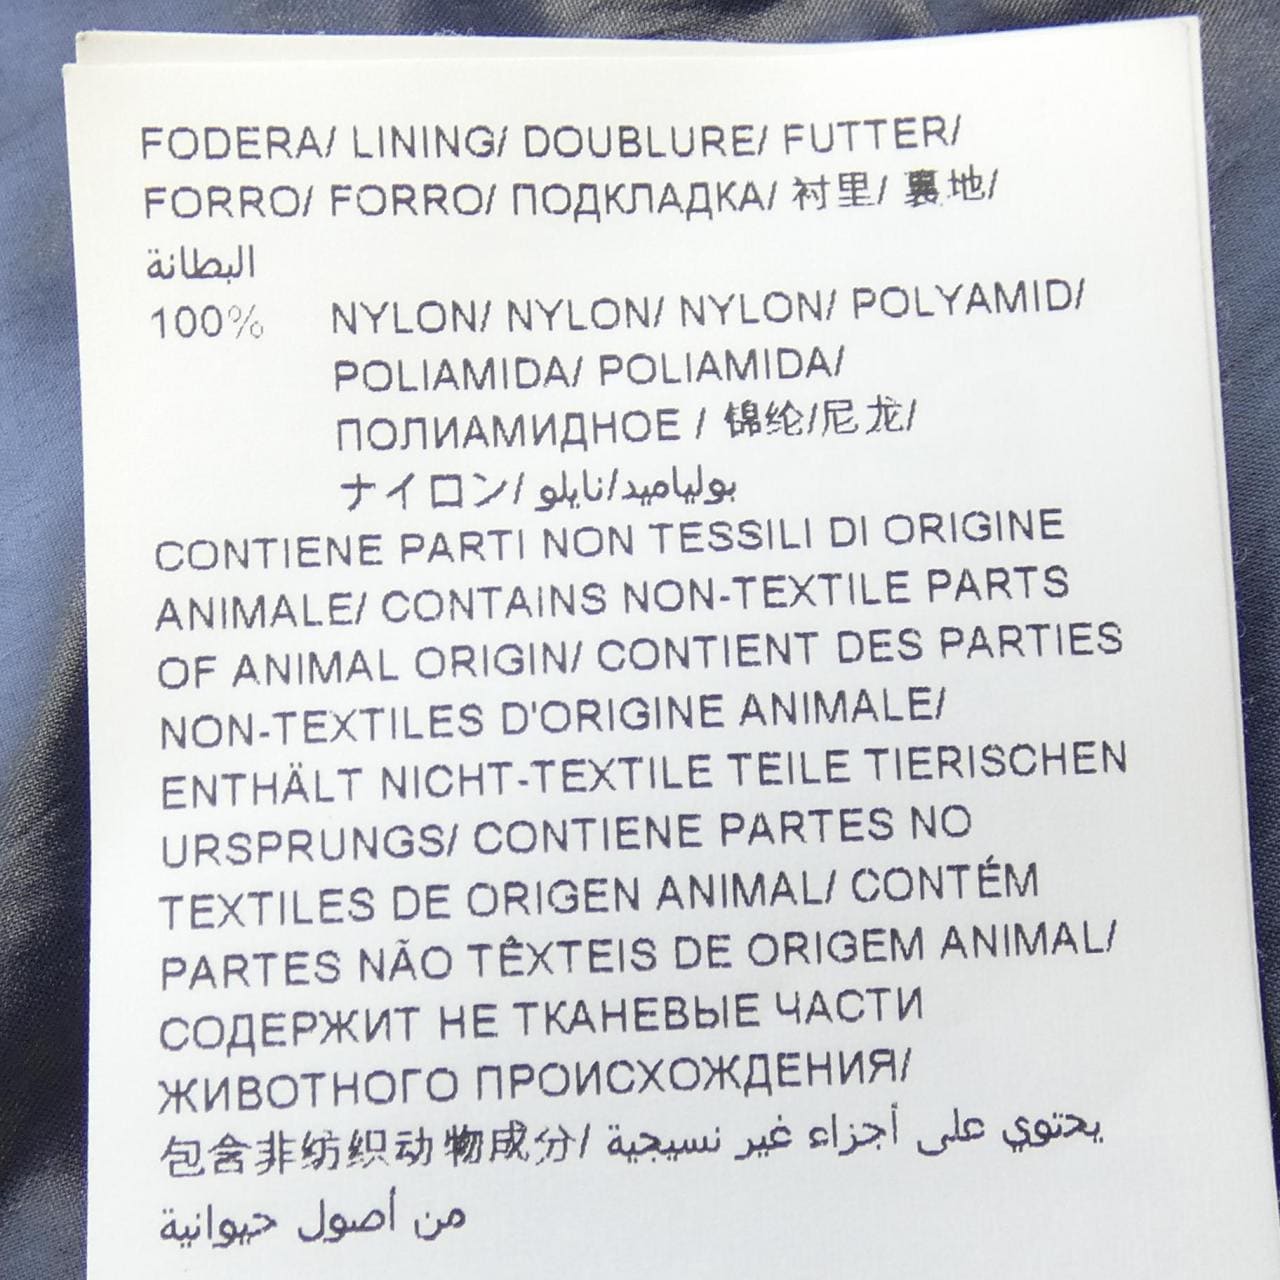 FODERA/ LINING/ DOUBLURE/ FUTTER/
FORRO/ FORRO/ ПОДКЛАДКА/ 衬里/ 裏地/
البطانة
100% NYLON/ NYLON/ NYLON/ POLYAMID/
POLIAMIDA/ POLIAMIDA/
ПОЛИАМИДНОЕ / 锦纶/尼龙/
ナイロン/ بولياميد/نايلو
CONTIENE PARTI NON TESSILI DI ORIGINE
ANIMALE/ CONTAINS NON-TEXTILE PARTS
OF ANIMAL ORIGIN/ CONTIENT DES PARTIES
NON-TEXTILES D'ORIGINE ANIMALE/
ENTHÄLT NICHT-TEXTILE TEILE TIERISCHEN
URSPRUNGS/ CONTIENE PARTES NO
TEXTILES DE ORIGEN ANIMAL/ CONTÉM
PARTES NÃO TÊXTEIS DE ORIGEM ANIMAL/
СОДЕРЖИТ НЕ ТКАНЕВЫЕ ЧАСТИ
ЖИВОТНОГО ПРОИСХОЖДЕНИЯ/
包含非纺织动物成分/ يحتوي على أجزاء غير نسيجية
من أصول حيوانية